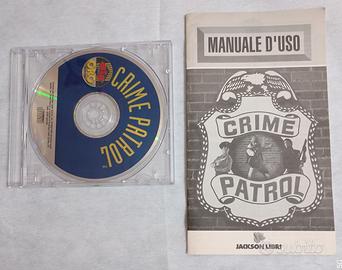 CRIME PATROL
MANUALE D'USO
CRIME
PATROL
JACKSON LIBRI